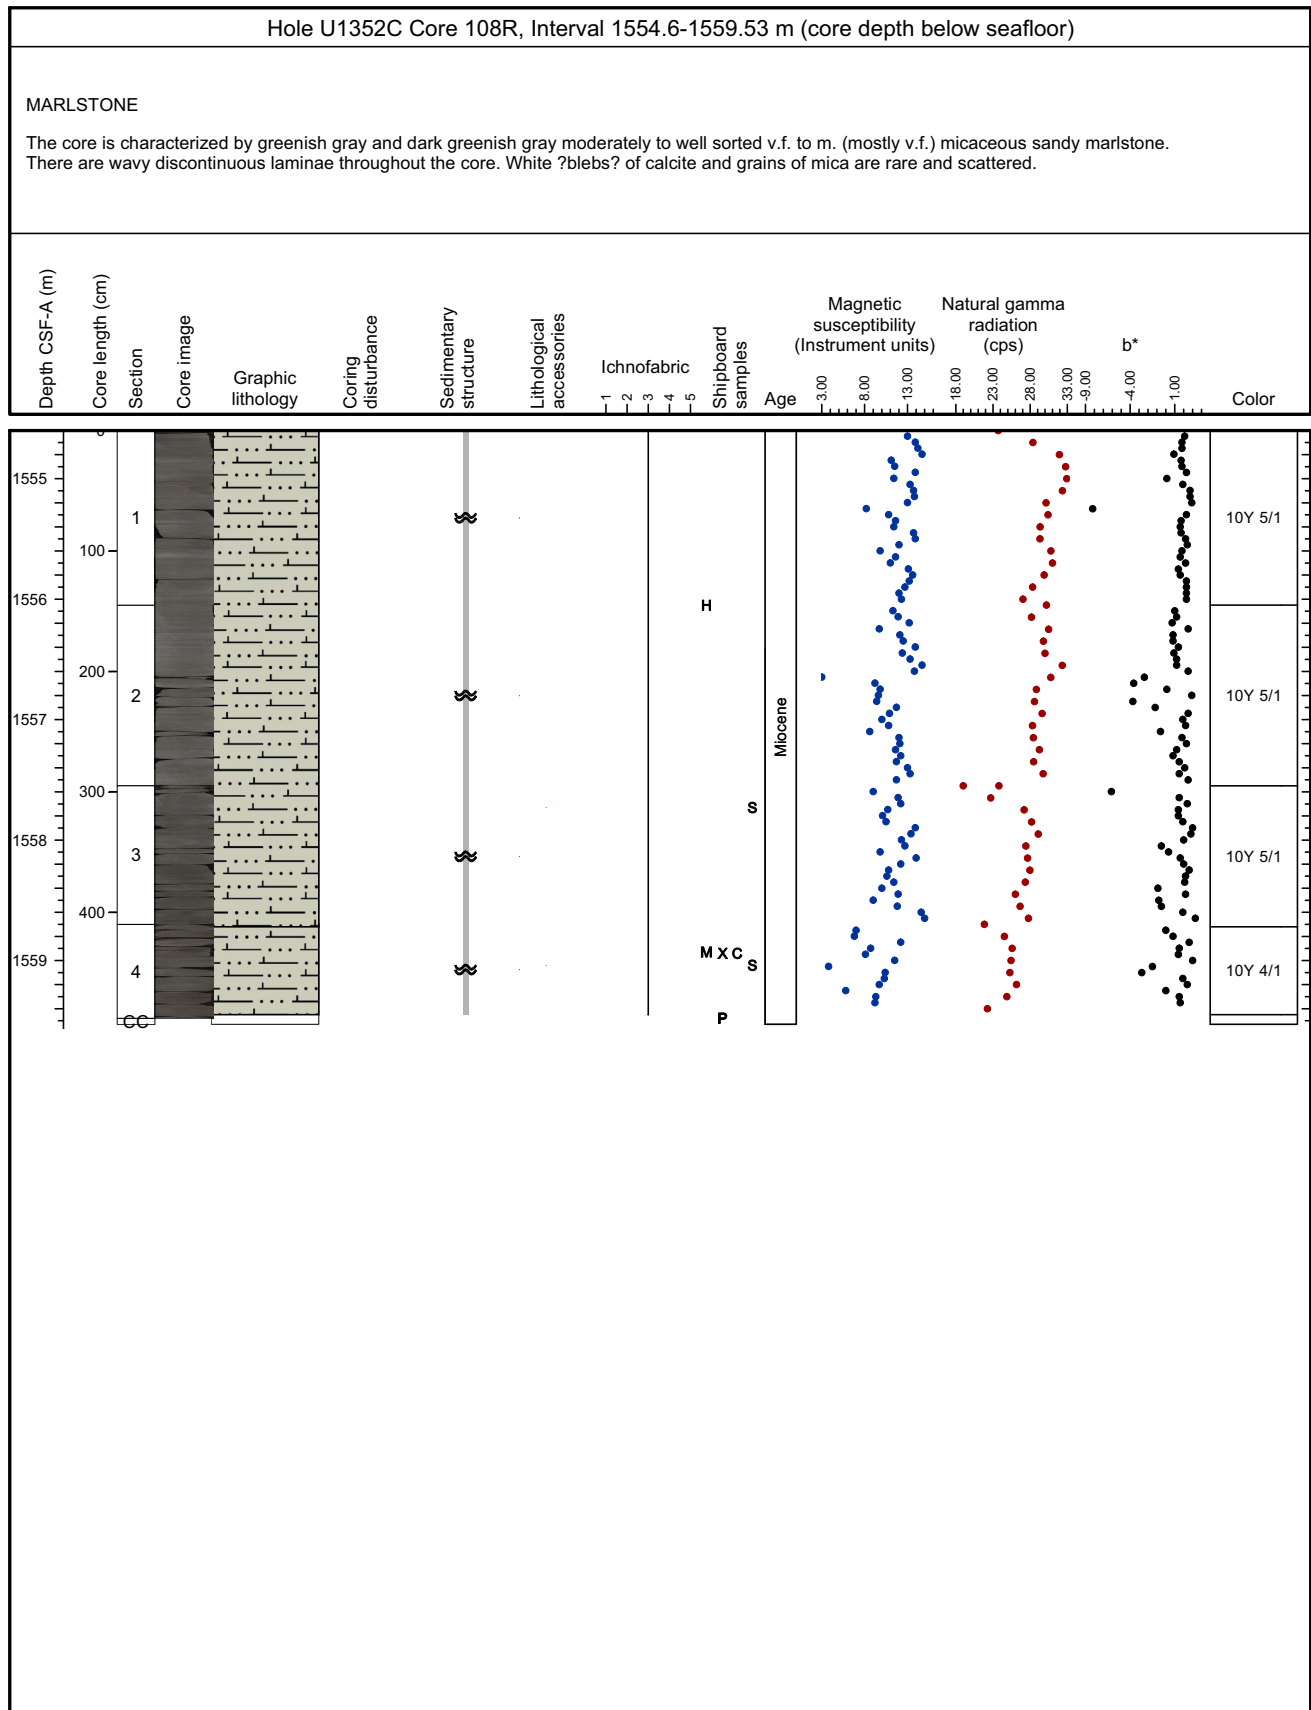 Hole U1352C Core 108R, Interval 1554.6-1559.53 m (core depth below seafloor)
MARLSTONE
The core is characterized by greenish gray and dark greenish gray moderately to well sorted v.f. to m. (mostly v.f.) micaceous sandy marlstone.
There are wavy discontinuous laminae throughout the core. White ?blebs? of calcite and grains of mica are rare and scattered.
Depth CSF-A (m)
Core length (cm)
Section
Core image
Graphic
lithology
Coring
disturbance
Sedimentary
structure
Lithological
accessories
Ichnofabric
1 2 3 4 5
Shipboard
samples
Age
Magnetic
susceptibility
(Instrument units)
3.00 8.00 13.00
Natural gamma
radiation
(cps)
18.00 23.00 28.00 33.00
b*
-9.00 -4.00 1.00
Color
0
1555
1
10Y 5/1
100
1556
H
200
2
10Y 5/1
Miocene
1557
300
S
1558
3
10Y 5/1
400
M X C
1559
S
4
10Y 4/1
CC
P